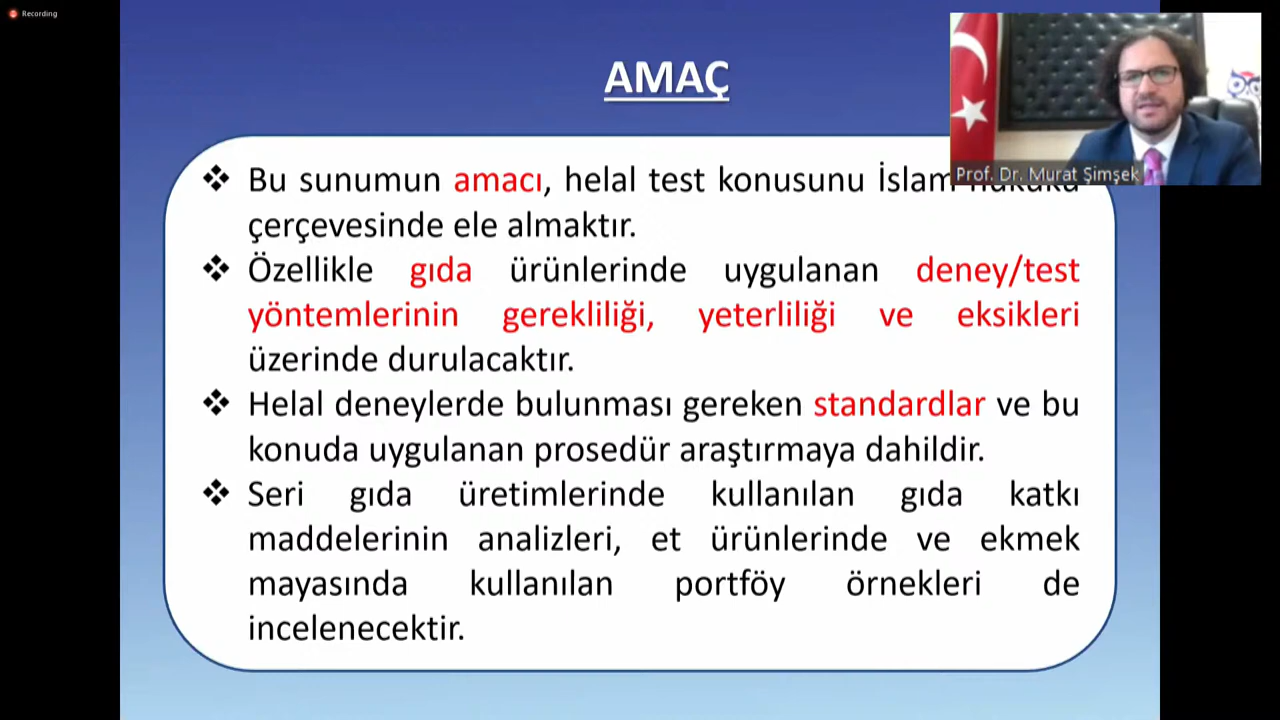 Recording
AMAÇ
Prof. Dr. Murat Şimşek
❖ Bu sunumun amacı, helal test konusunu İslam hukuku
çerçevesinde ele almaktır.
❖ Özellikle gıda ürünlerinde uygulanan deney/test
yöntemlerinin gerekliliği, yeterliliği ve eksikleri
üzerinde durulacaktır.
❖ Helal deneylerde bulunması gereken standardlar ve bu
konuda uygulanan prosedür araştırmaya dahildir.
❖ Seri gıda üretimlerinde kullanılan gıda katkı
maddelerinin analizleri, et ürünlerinde ve ekmek
mayasında kullanılan portföy örnekleri de
incelenecektir.